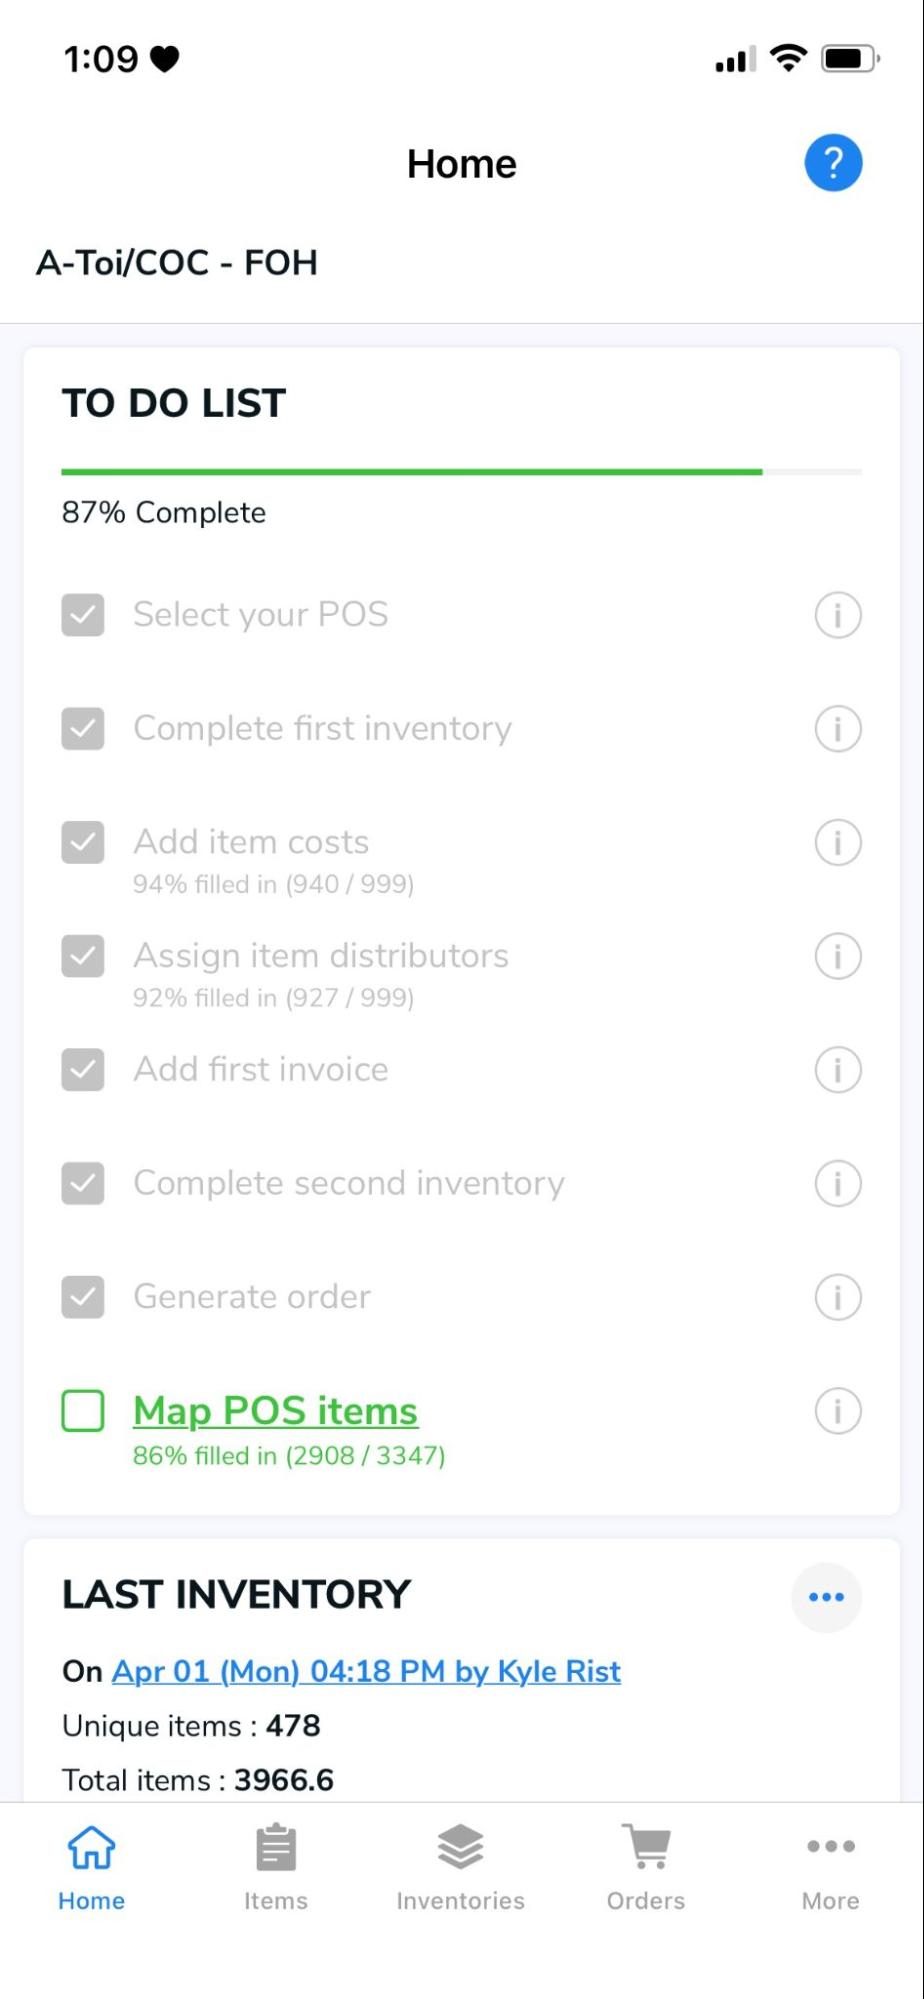 1:09
Home
?
A-Toi/COC - FOH
TO DO LIST
87% Complete
Select your POS
Complete first inventory
Add item costs
94% filled in (940 / 999)
Assign item distributors
92% filled in (927 / 999)
Add first invoice
Complete second inventory
Generate order
Map POS items
86% filled in (2908 / 3347)
LAST INVENTORY
On Apr 01 (Mon) 04:18 PM by Kyle Rist
Unique items : 478
Total items : 3966.6
Home Items Inventories Orders More